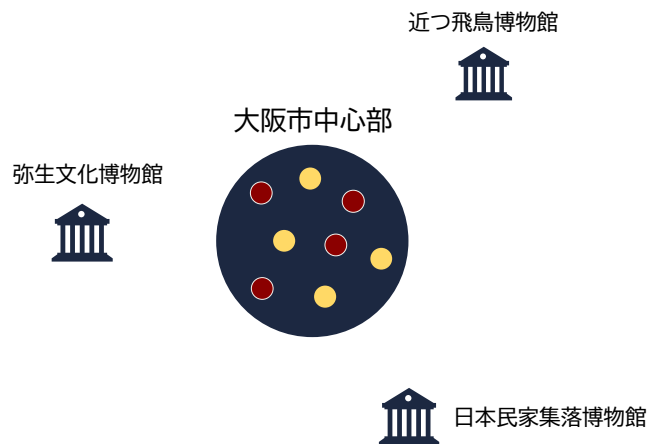 近つ飛鳥博物館
大阪市中心部
弥生文化博物館
日本民家集落博物館